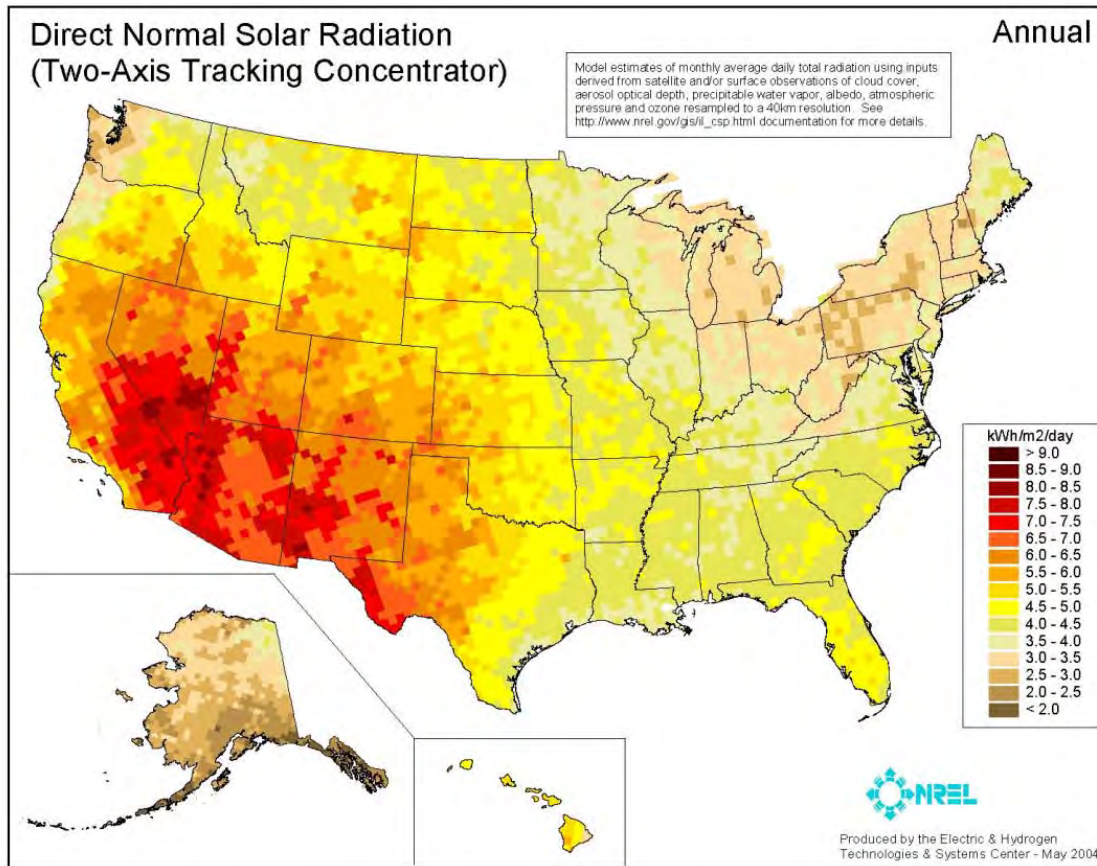 Direct Normal Solar Radiation
(Two-Axis Tracking Concentrator)
Annual
Model estimates of monthly average daily total radiation using inputs
derived from satellite and/or surface observations of cloud cover,
aerosol optical depth, precipitable water vapor, albedo, atmospheric
pressure and ozone resampled to a 40km resolution. See
http://www.nrel.gov/gis/il_csp.html documentation for more details.
kWh/m2/day
> 9.0
8.5 - 9.0
8.0 - 8.5
7.5 - 8.0
7.0 - 7.5
6.5 - 7.0
6.0 - 6.5
5.5 - 6.0
5.0 - 5.5
4.5 - 5.0
4.0 - 4.5
3.5 - 4.0
3.0 - 3.5
2.5 - 3.0
2.0 - 2.5
< 2.0
NREL
Produced by the Electric & Hydrogen
Technologies & Systems Center - May 2004